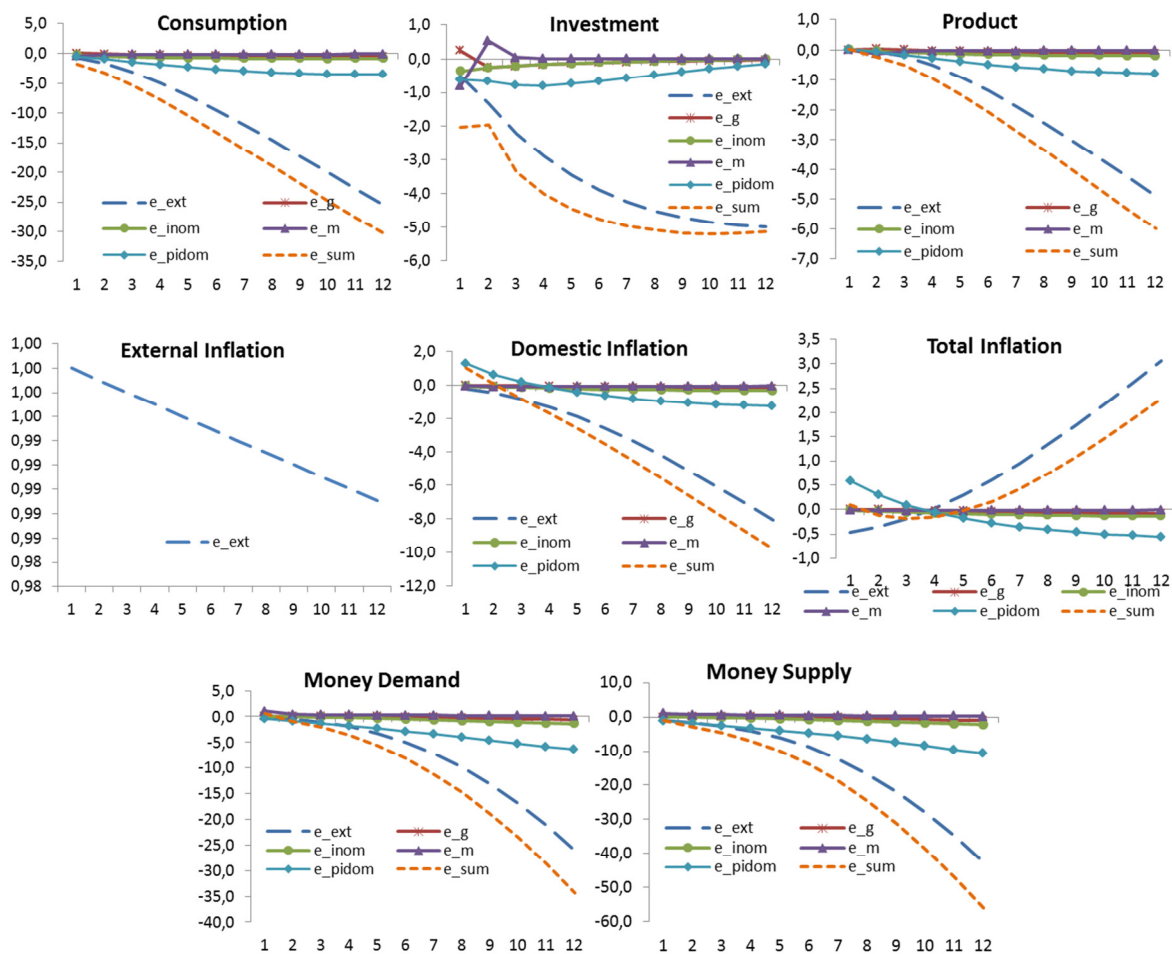 Consumption
5,0
0,0
-5,0
-10,0
-15,0
-20,0
-25,0
-30,0
-35,0
e_ext e_g
e_inom e_m
e_pidom e_sum
1 2 3 4 5 6 7 8 9 10 11 12
Investment
1,0
0,0
-1,0
-2,0
-3,0
-4,0
-5,0
-6,0
e_ext
e_g
e_inom
e_m
e_pidom
e_sum
1 2 3 4 5 6 7 8 9 10 11 12
Product
1,0
0,0
-1,0
-2,0
-3,0
-4,0
-5,0
-6,0
-7,0
e_ext e_g
e_inom e_m
e_pidom e_sum
1 2 3 4 5 6 7 8 9 10 11 12
External Inflation
1,00
1,00
1,00
1,00
0,99
0,99
0,99
0,99
0,99
0,98
0,98
e_ext
1 2 3 4 5 6 7 8 9 10 11 12
Domestic Inflation
2,0
0,0
-2,0
-4,0
-6,0
-8,0
-10,0
-12,0
e_ext e_g
e_inom e_m
e_pidom e_sum
1 2 3 4 5 6 7 8 9 10 11 12
Total Inflation
3,5
3,0
2,5
2,0
1,5
1,0
0,5
0,0
-0,5
-1,0
1 2 3 4 5 6 7 8 9 10 11 12
e_ext e_g e_inom
e_m e_pidom e_sum
Money Demand
5,0
0,0
-5,0
-10,0
-15,0
-20,0
-25,0
-30,0
-35,0
-40,0
e_ext e_g
e_inom e_m
e_pidom e_sum
1 2 3 4 5 6 7 8 9 10 11 12
Money Supply
10,0
0,0
-10,0
-20,0
-30,0
-40,0
-50,0
-60,0
e_ext e_g
e_inom e_m
e_pidom e_sum
1 2 3 4 5 6 7 8 9 10 11 12